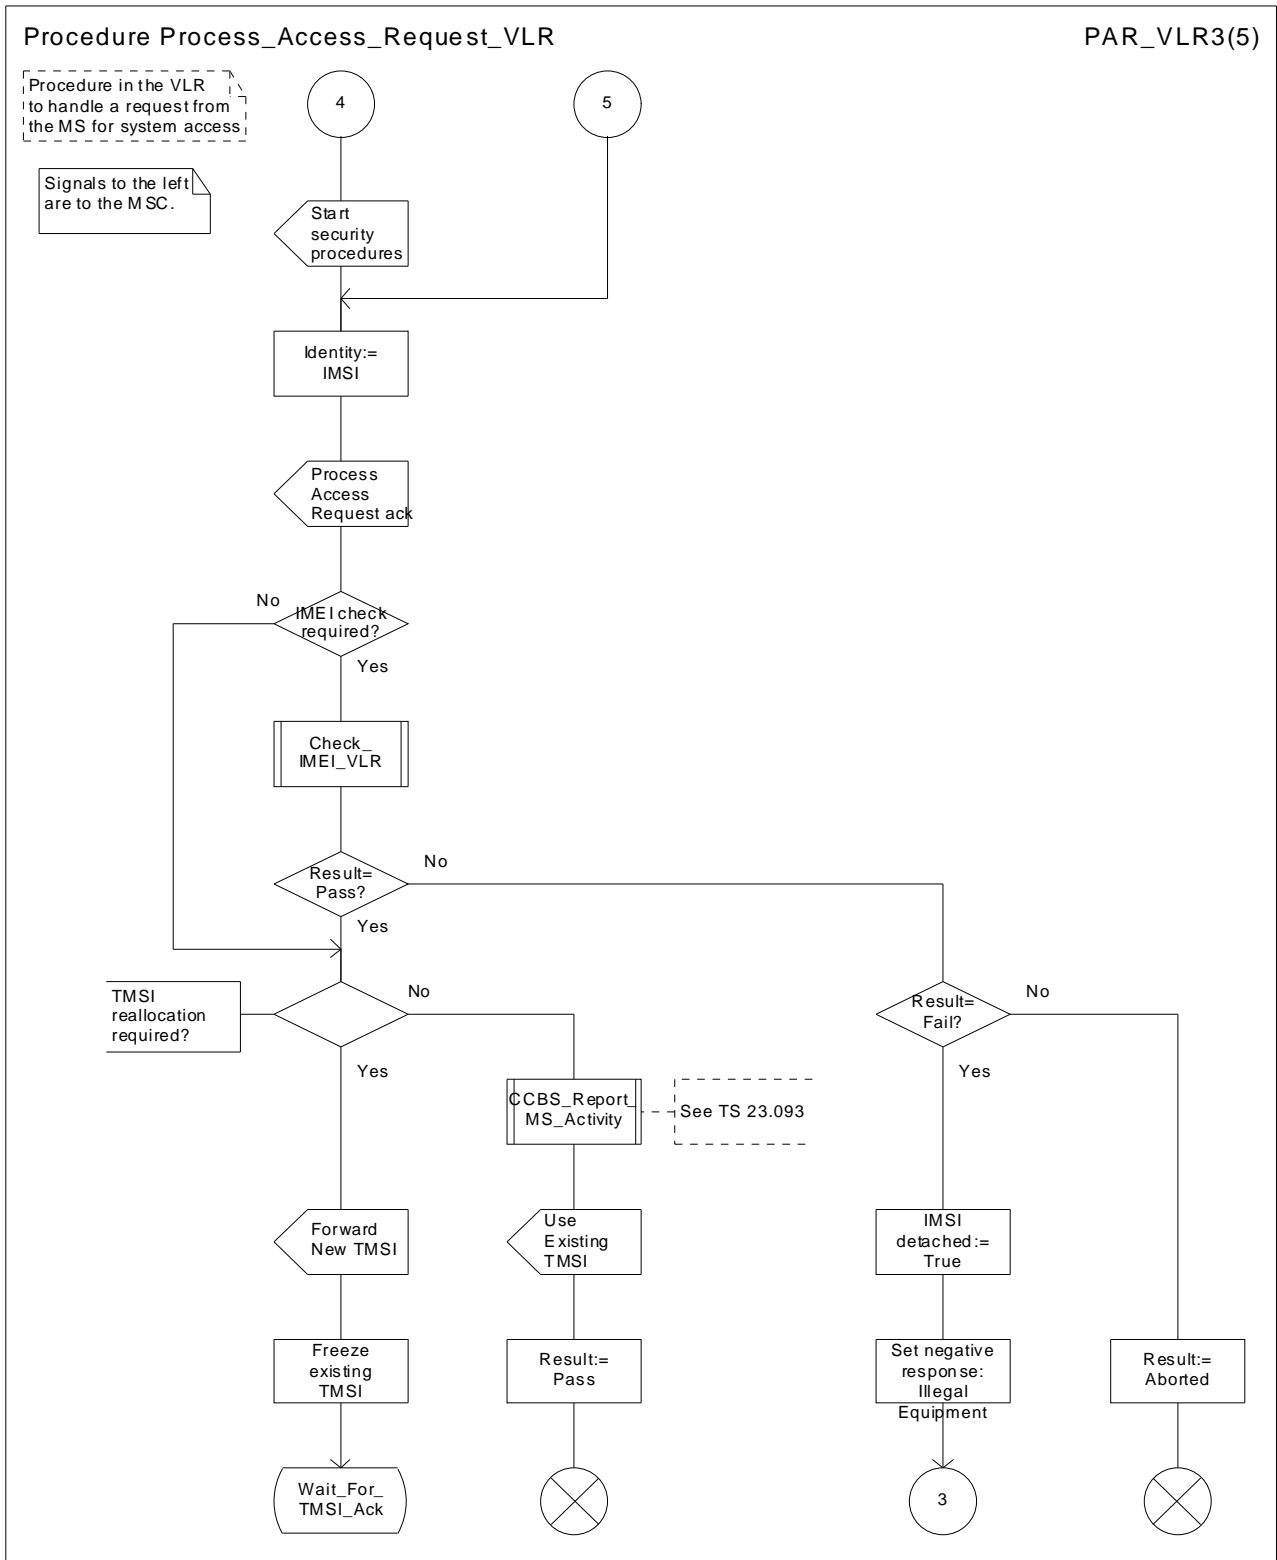 Procedure Process_Access_Request_VLR
PAR_VLR3(5)
Procedure in the VLR
to handle a request from
the MS for system access
4
5
Signals to the left
are to the MSC.
Start
security
procedures
Identity:=
IMSI
Process
Access
Request ack
No
IMEI check
required?
Yes
Check_
IMEI_VLR
Result=
Pass?
No
Yes
TMSI
reallocation
required?
No
Yes
Result=
Fail?
No
Yes
CCBS_Report_
MS_Activity
See TS 23.093
Forward
New TMSI
Use
Existing
TMSI
IMSI
detached:=
True
Freeze
existing
TMSI
Result:=
Pass
Set negative
response:
Illegal
Equipment
Result:=
Aborted
Wait_For_
TMSI_Ack
3